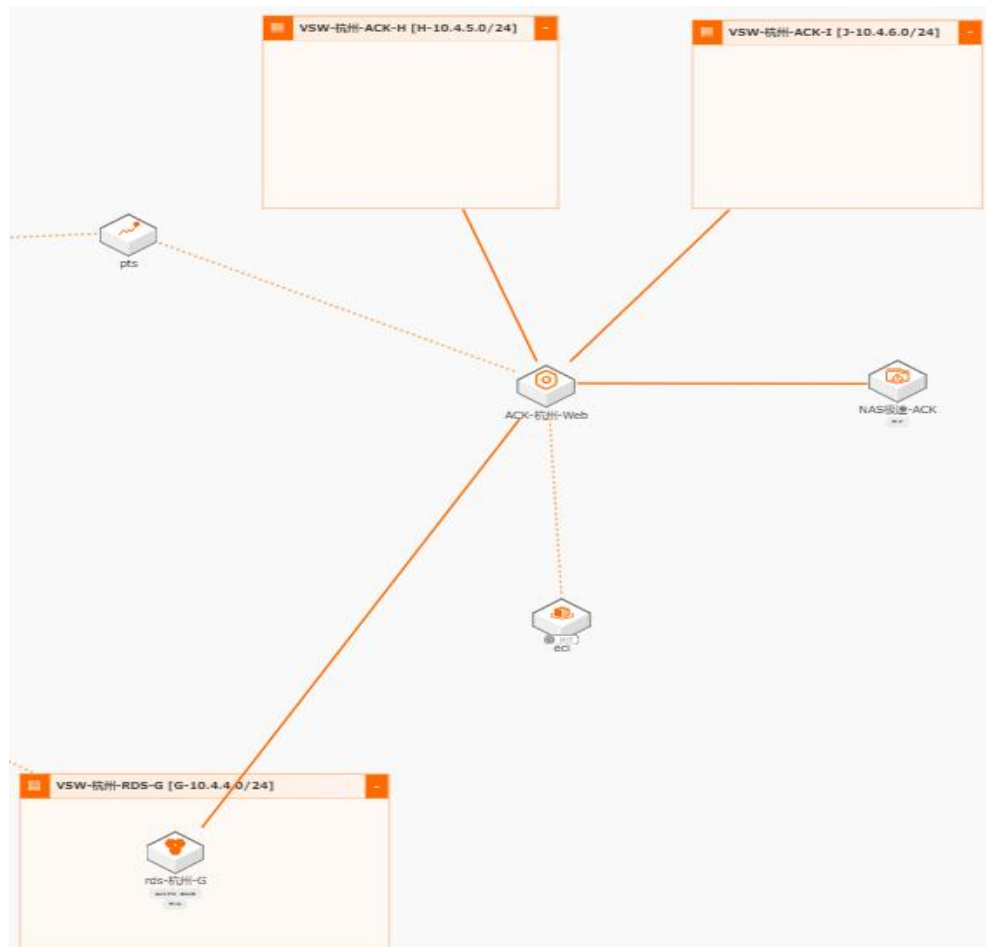 VSW-杭州-ACK-H [H-10.4.5.0/24]
VSW-杭州-ACK-I [J-10.4.6.0/24]
pts
ACK-杭州-Web
NAS极速-ACK
eci
VSW-杭州-RDS-G [G-10.4.4.0/24]
rds-杭州-G